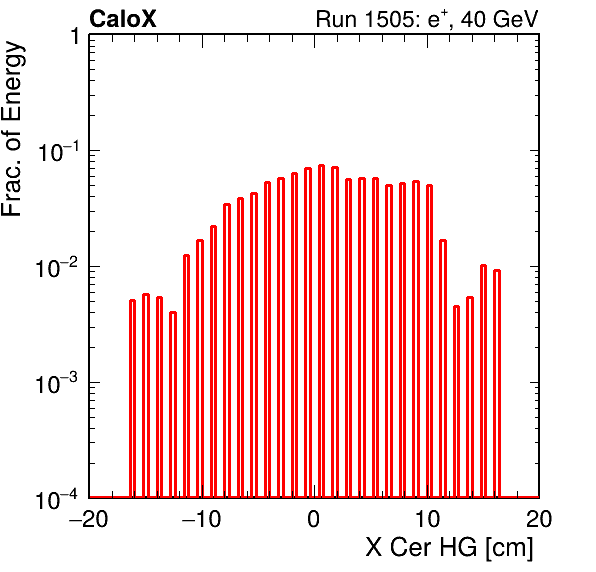 CaloX Run 1505: e⁺, 40 GeV
Frac. of Energy
1
10⁻¹
10⁻²
10⁻³
10⁻⁴
−20 −10 0 10 20
X Cer HG [cm]